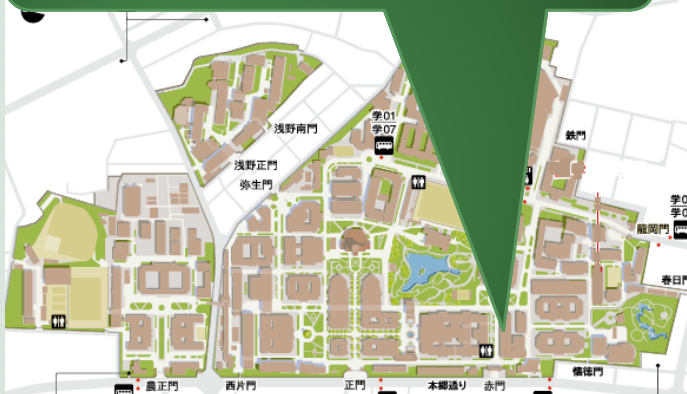 学01
学07
浅野南門
浅野正門
弥生門
鉄門
龍岡門
春日門
懐徳門
農正門
西片門
正門
本郷通り
赤門